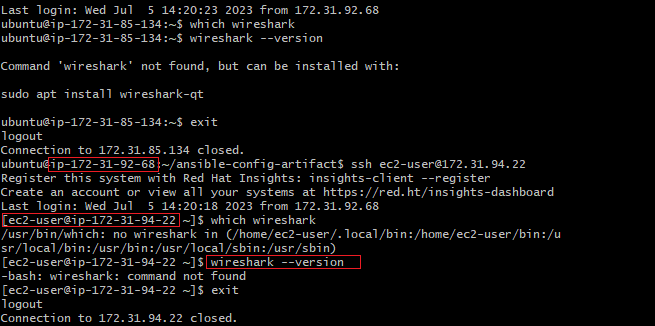 Last login: Wed Jul  5 14:20:23 2023 from 172.31.92.68
ubuntu@ip-172-31-85-134:~$ which wireshark
ubuntu@ip-172-31-85-134:~$ wireshark --version
Command 'wireshark' not found, but can be installed with:
sudo apt install wireshark-qt
ubuntu@ip-172-31-85-134:~$ exit
logout
Connection to 172.31.85.134 closed.
ubuntu@ip-172-31-92-68:~/ansible-config-artifact$ ssh ec2-user@172.31.94.22
Register this system with Red Hat Insights: insights-client --register
Create an account or view all your systems at https://red.ht/insights-dashboard
Last login: Wed Jul  5 14:20:18 2023 from 172.31.92.68
[ec2-user@ip-172-31-94-22 ~]$ which wireshark
/usr/bin/which: no wireshark in (/home/ec2-user/.local/bin:/home/ec2-user/bin:/u
sr/local/bin:/usr/bin:/usr/local/sbin:/usr/sbin)
[ec2-user@ip-172-31-94-22 ~]$ wireshark --version
-bash: wireshark: command not found
[ec2-user@ip-172-31-94-22 ~]$ exit
logout
Connection to 172.31.94.22 closed.